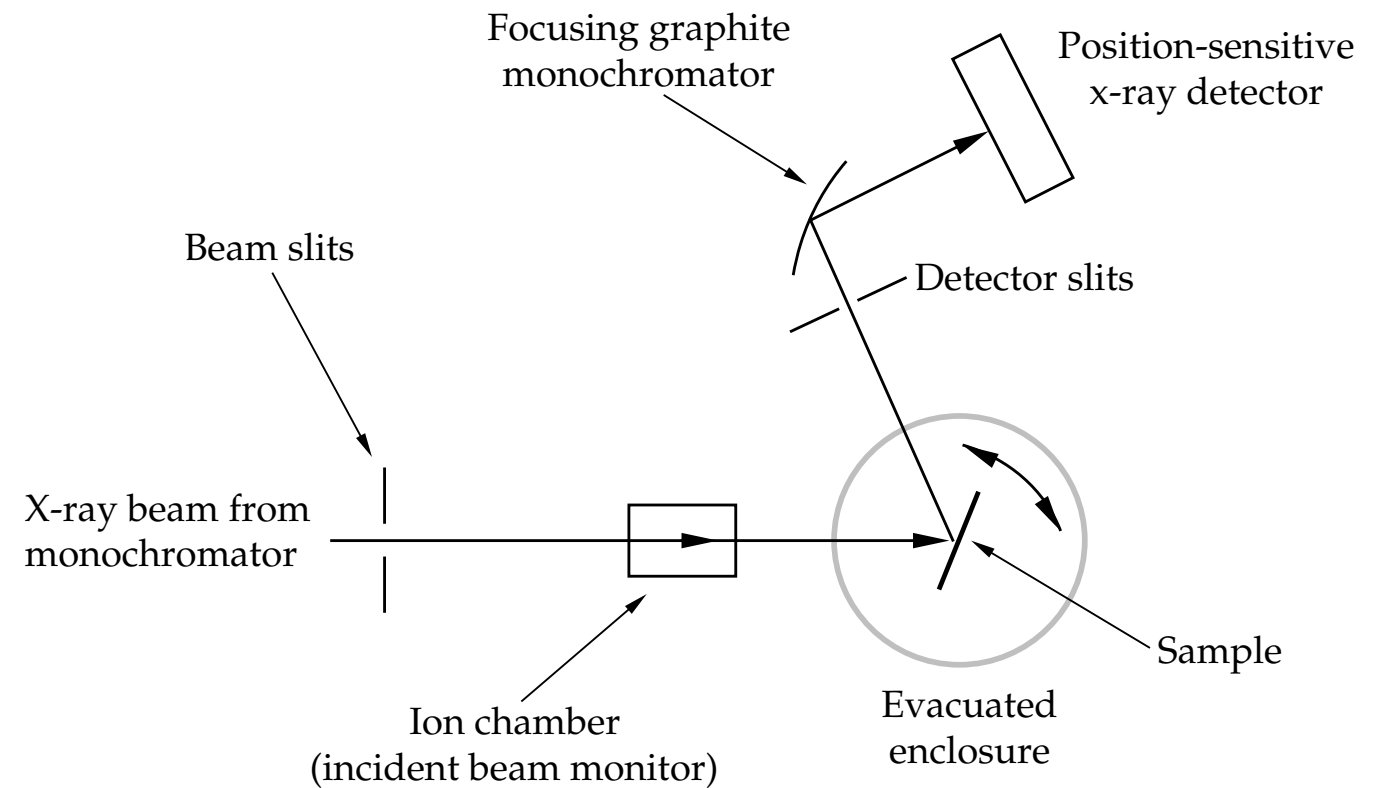 Focusing graphite
monochromator
Position-sensitive
x-ray detector
Beam slits
Detector slits
X-ray beam from
monochromator
Sample
Ion chamber
(incident beam monitor)
Evacuated
enclosure